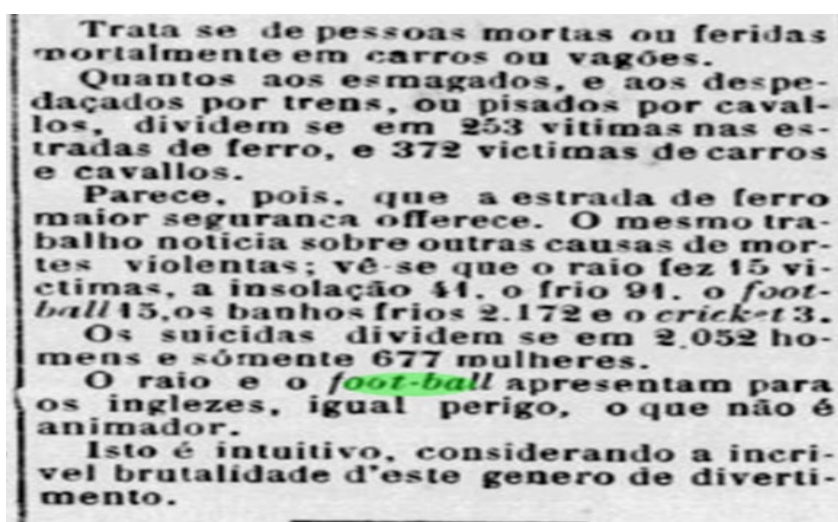 Trata se de pessoas mortas ou feridas
mortalmente em carros ou vagões.
Quantos aos esmagados, e aos despe-
daçados por trens, ou pisados por caval-
los, dividem se em 253 vitimas nas es-
tradas de ferro, e 372 victimas de carros
e cavallos.
Parece, pois, que a estrada de ferro
maior seguranca offerece. O mesmo tra-
balho noticia sobre outras causas de mor-
tes violentas; vê-se que o raio fez 15 vi-
ctimas, a insolação 41, o frio 91, o foot-
ball 15, os banhos frios 2.172 e o cricket 3.
Os suicidas dividem se em 2.052 ho-
mens e sómente 677 mulheres.
O raio e o foot-ball apresentam para
os inglezes, igual perigo, o que não é
animador.
Isto é intuitivo, considerando a incri-
vel brutalidade d'este genero de diverti-
mento.